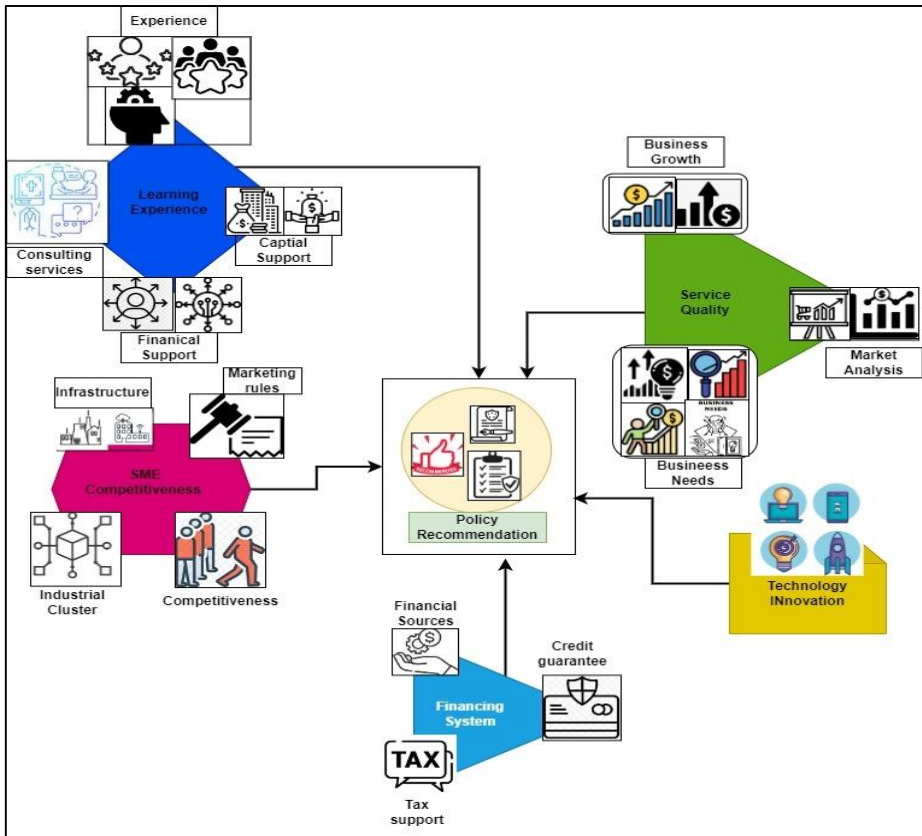 Experience
Learning
Experience
Consulting
services
Captial
Support
Finanical
Support
Business
Growth
Service
Quality
Market
Analysis
BUSINESS
NEEDS
Busineess
Needs
Infrastructure
Marketing
rules
SME
Competitiveness
Industrial
Cluster
Competitiveness
RECOMMENDED
Policy
Recommendation
Technology
INnovation
Financial
Sources
Credit
guarantee
Financing
System
TAX
Tax
support